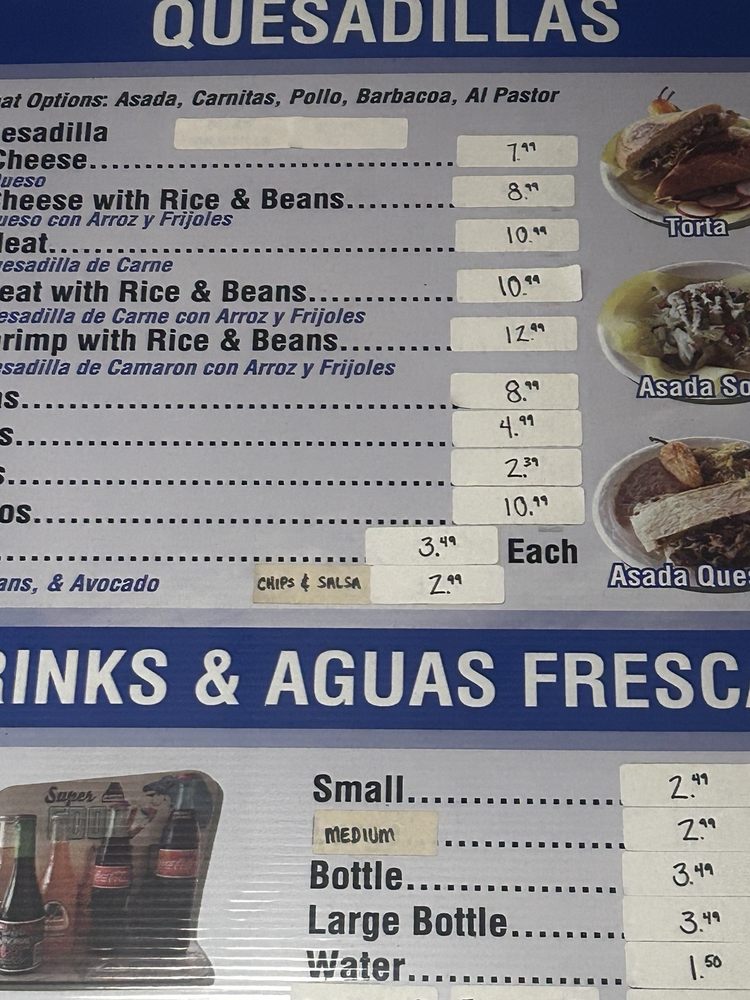 QUESADILLAS
at Options: Asada, Carnitas, Pollo, Barbacoa, Al Pastor
esadilla
Cheese 7.99
ueso
heese with Rice & Beans 8.99
ueso con Arroz y Frijoles
eat 10.99
esadilla de Carne
eat with Rice & Beans 10.99
esadilla de Carne con Arroz y Frijoles
rimp with Rice & Beans 12.99
esadilla de Camaron con Arroz y Frijoles
s 8.99
s 4.99
s 2.39
os 10.99
3.49 Each
ans, & Avocado CHIPS & SALSA 2.99
Torta
Asada So
Asada Ques
RINKS & AGUAS FRESCA
Super
Small 2.49
MEDIUM 2.99
Bottle 3.49
Large Bottle 3.49
Water 1.50